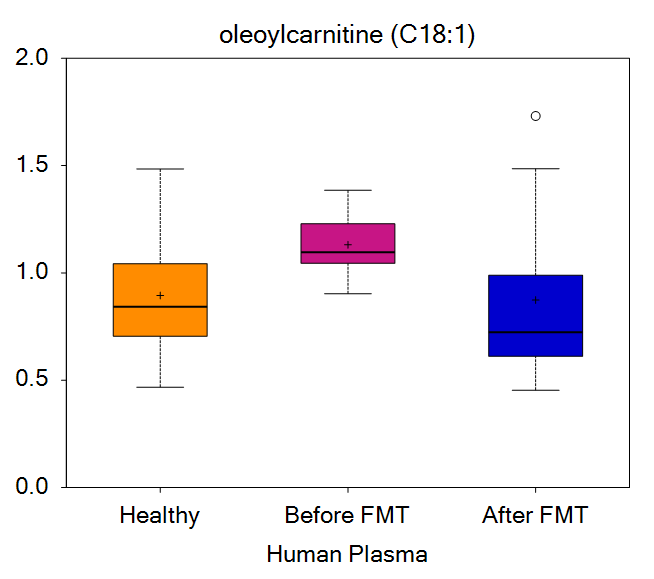 oleoylcarnitine (C18:1)
2.0
1.5
1.0
0.5
0.0
Healthy Before FMT After FMT
Human Plasma